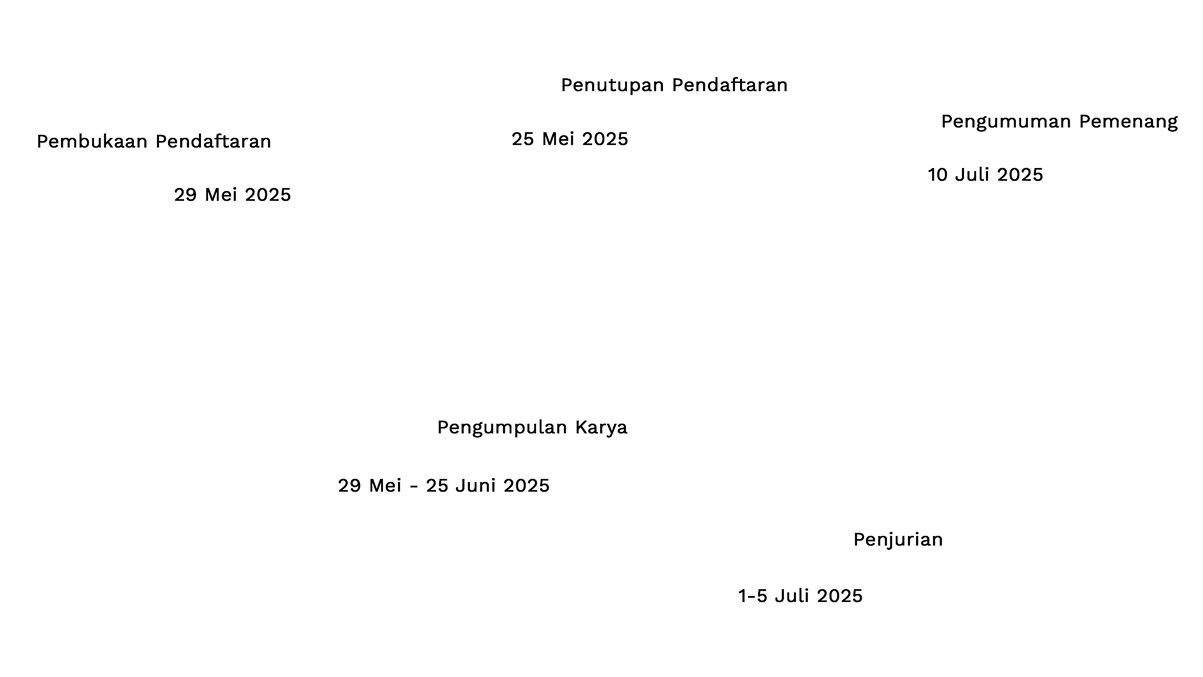 Pembukaan Pendaftaran
29 Mei 2025
Penutupan Pendaftaran
25 Mei 2025
Pengumuman Pemenang
10 Juli 2025
Pengumpulan Karya
29 Mei - 25 Juni 2025
Penjurian
1-5 Juli 2025